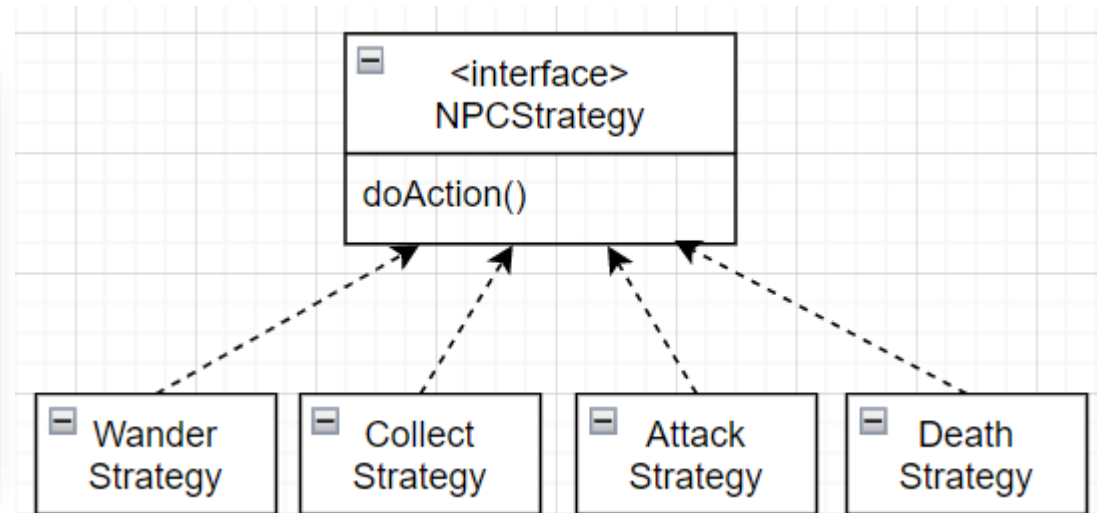 <interface>
NPCStrategy
doAction()
Wander
Strategy
Collect
Strategy
Attack
Strategy
Death
Strategy